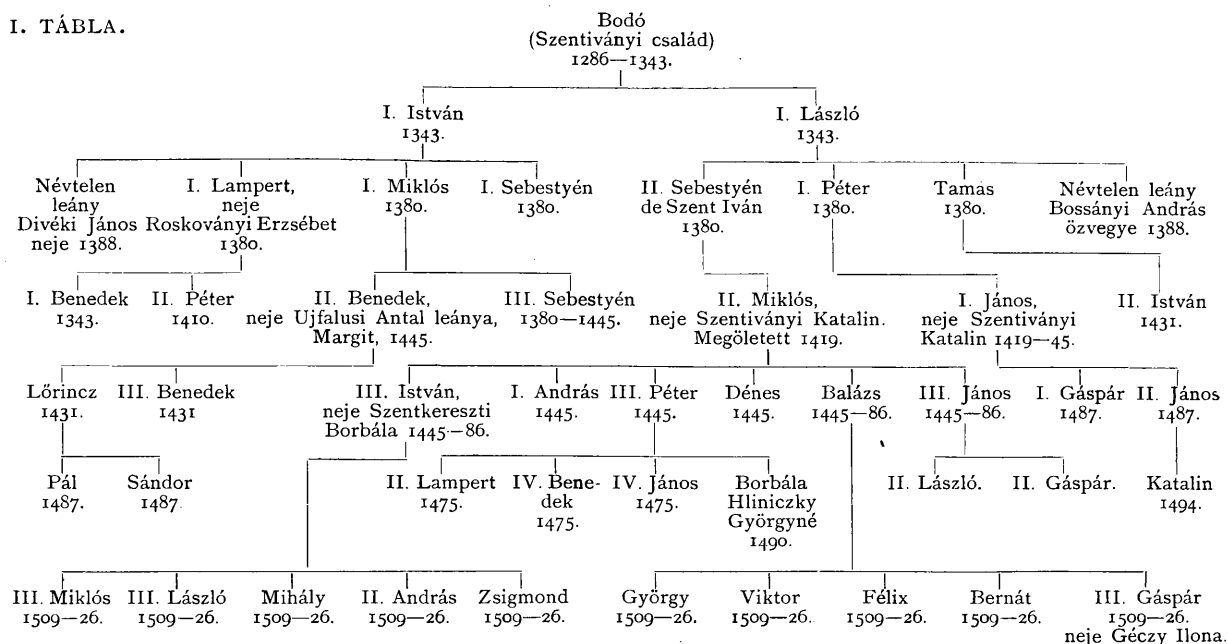 I. TÁBLA.
Bodó
(Szentiványi család)
1286—1343.
I. István
1343.
I. László
1343.
Névtelen
leány
Divéki János
neje 1388.
I. Lampert,
neje
Roskoványi Erzsébet
1380.
I. Miklós
1380.
I. Sebestyén
1380.
II. Sebestyén
de Szent Iván
1380.
I. Péter
1380.
Tamás
1380.
Névtelen leány
Bossányi András
özvegye 1388.
I. Benedek
1343.
II. Péter
1410.
II. Benedek,
neje Ujfalusi Antal leánya,
Margit, 1445.
III. Sebestyén
1380—1445.
II. Miklós,
neje Szentiványi Katalin.
Megöletett 1419.
I. János,
neje Szentiványi
Katalin 1419—45.
II. István
1431.
Lőrincz
1431.
III. Benedek
1431
III. István,
neje Szentkereszti
Borbála 1445—86.
I. András
1445.
III. Péter
1445.
Dénes
1445.
Balázs
1445—86.
III. János
1445—86.
I. Gáspár
1487.
II. János
1487.
Pál
1487.
Sándor
1487
II. Lampert
1475.
IV. Bene-
dek
1475.
IV. János
1475.
Borbála
Hliniczky
Györgyné
1490.
II. László.
II. Gáspár.
Katalin
1494.
III. Miklós
1509—26.
III. László
1509—26.
Mihály
1509—26.
II. András
1509—26.
Zsigmond
1509—26.
György
1509—26.
Viktor
1509—26.
Félix
1509—26.
Bernát
1509—26.
III. Gáspár
1509—26.
neje Géczy Ilona.